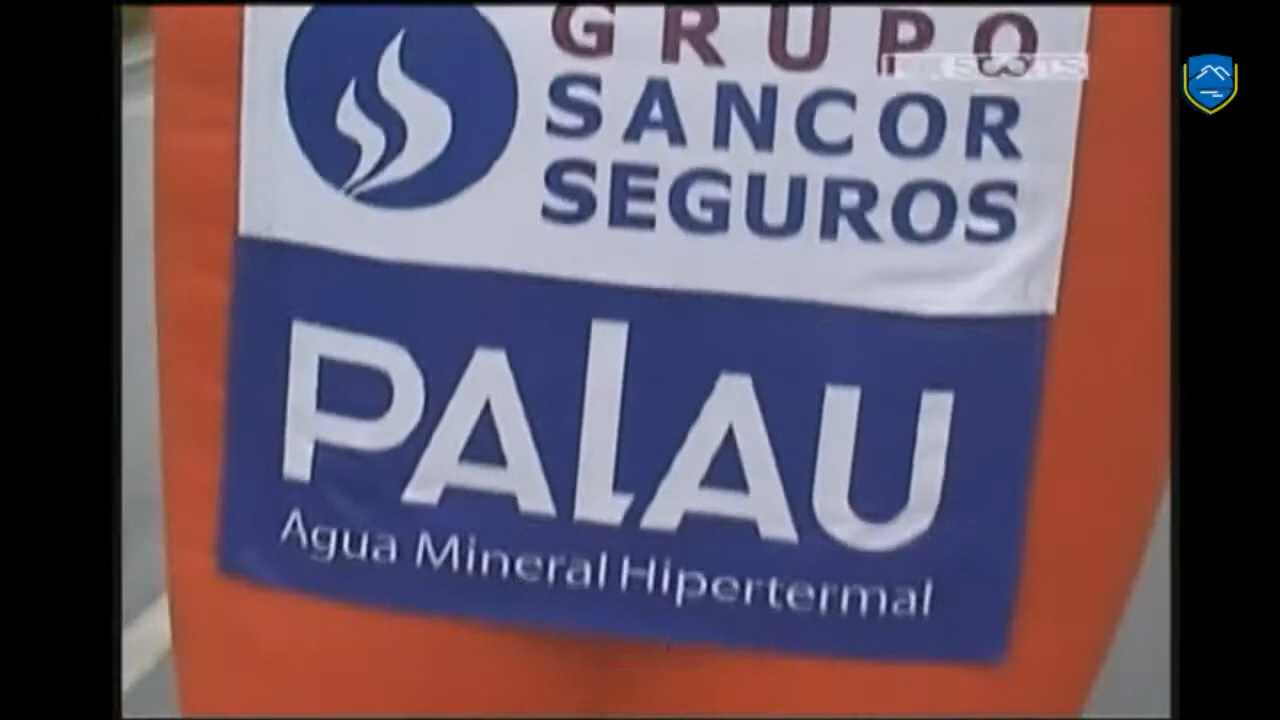 GRUPO
SANCOR
SEGUROS
PALAU
Agua Mineral Hipertermal